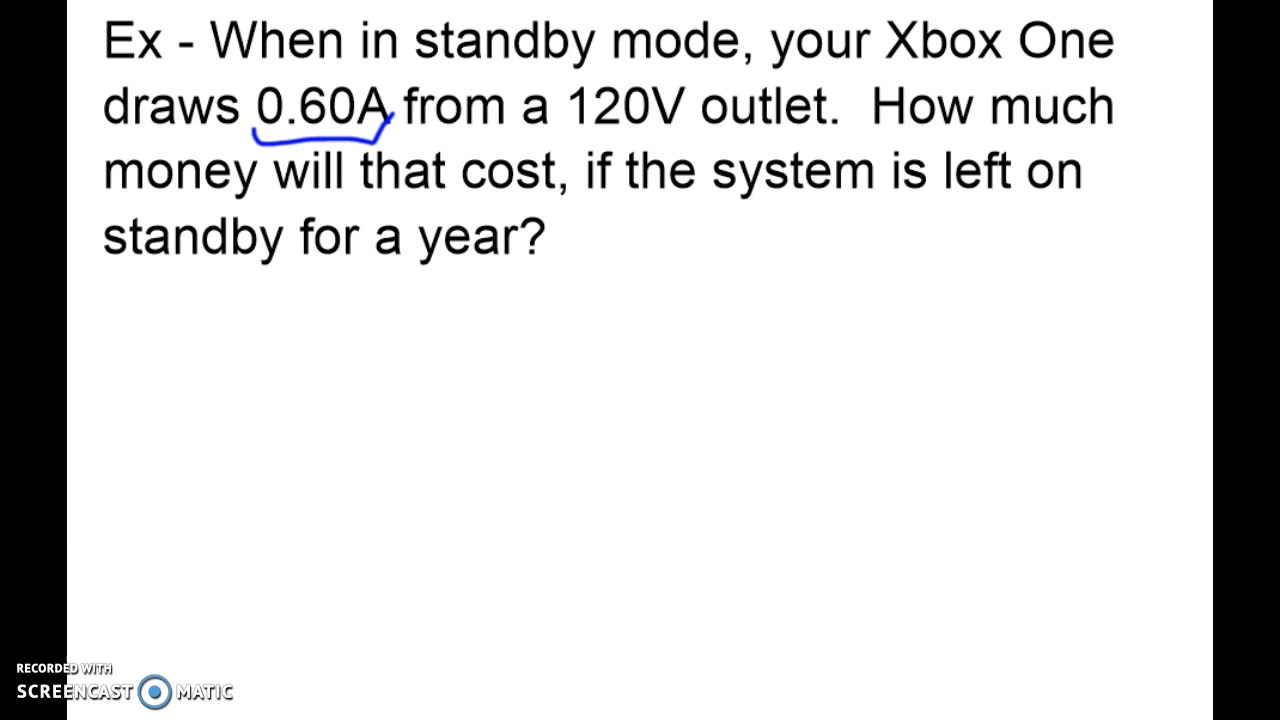 Ex - When in standby mode, your Xbox One
draws 0.60A from a 120V outlet.  How much
money will that cost, if the system is left on
standby for a year?
RECORDED WITH
SCREENCAST MATIC